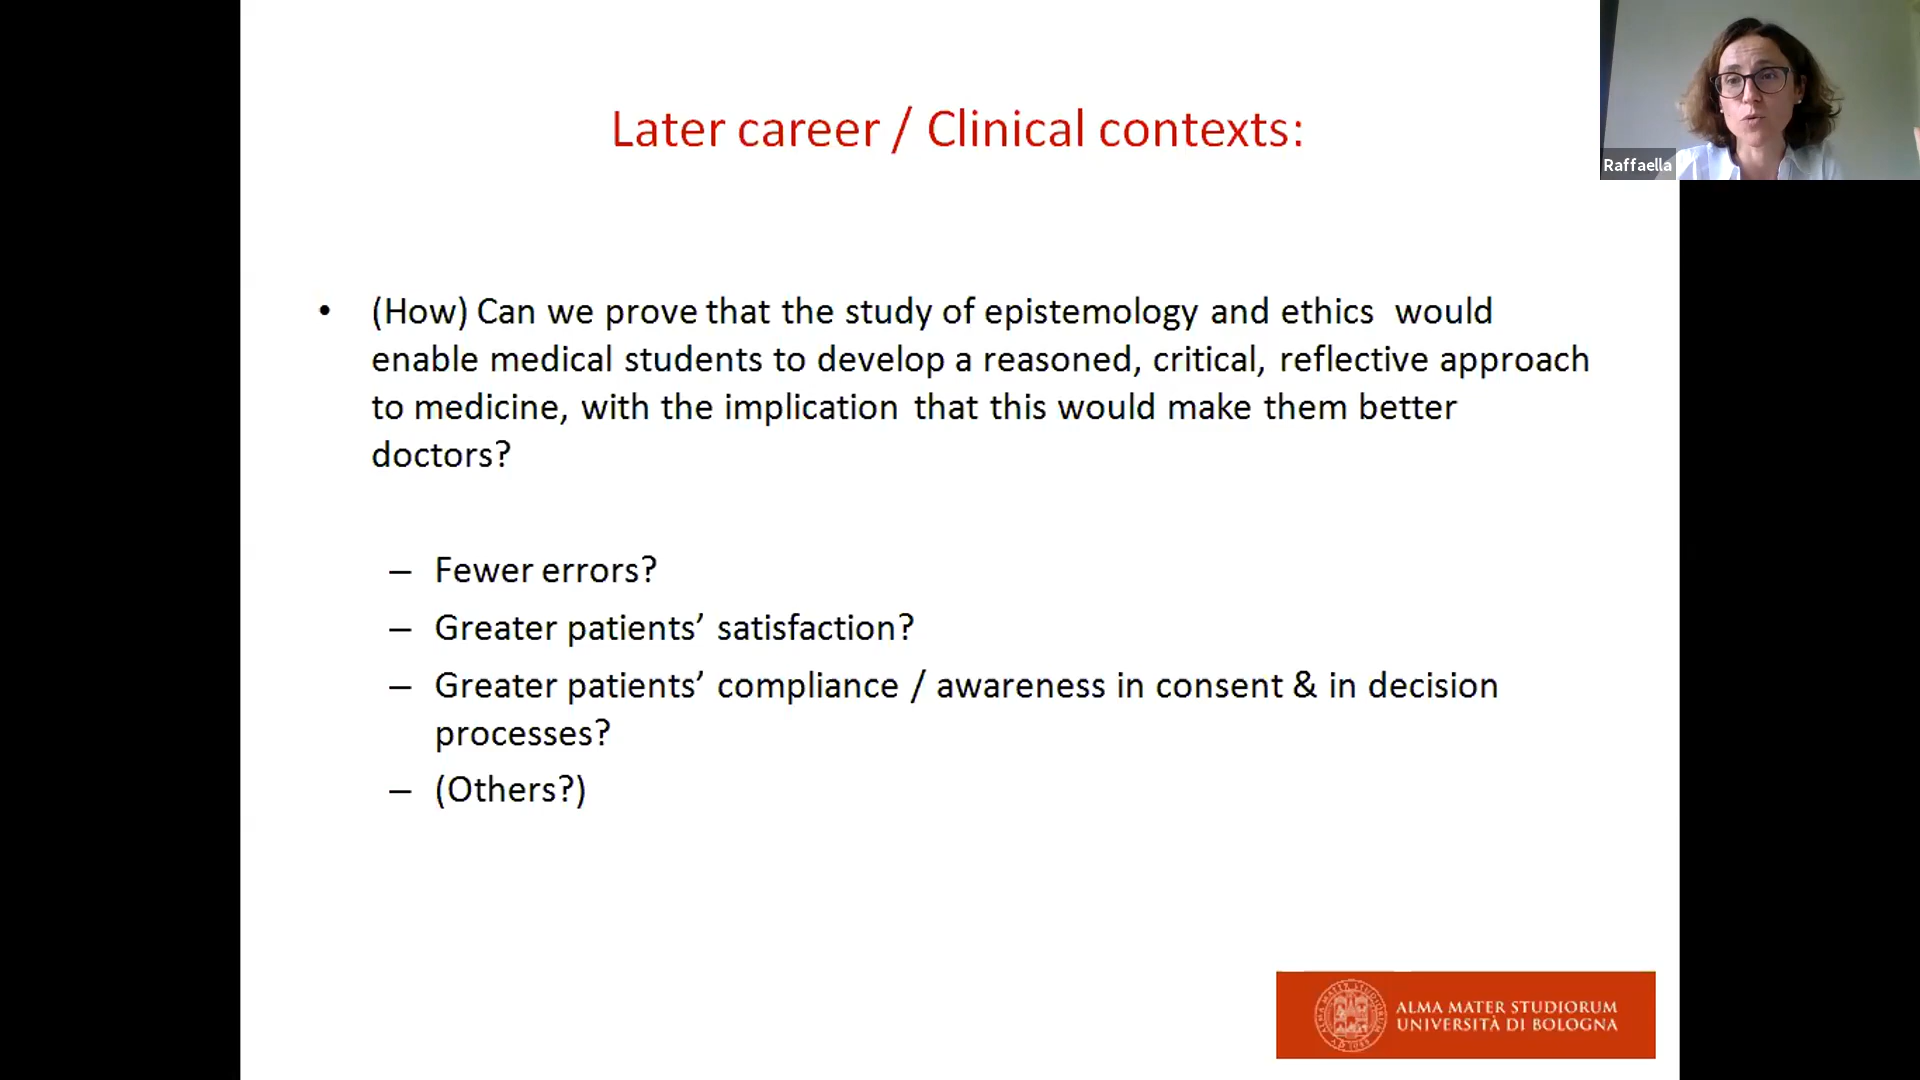 Later career / Clinical contexts:
Raffaella
• (How) Can we prove that the study of epistemology and ethics would
enable medical students to develop a reasoned, critical, reflective approach
to medicine, with the implication that this would make them better
doctors?
– Fewer errors?
– Greater patients’ satisfaction?
– Greater patients’ compliance / awareness in consent & in decision
processes?
– (Others?)
ALMA MATER STUDIORUM
UNIVERSITÀ DI BOLOGNA